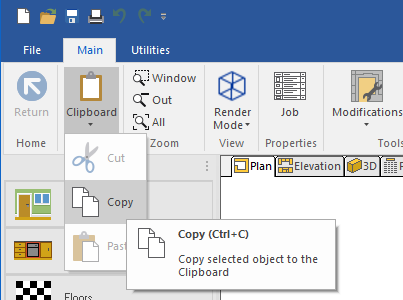 File Main Utilities
Return
Clipboard
Window
Out
All
Render
Mode
Job
Modifications
Home
Zoom
View
Properties
Tools
Cut
Plan Elevation 3D
Copy
Copy (Ctrl+C)
Copy selected object to the
Clipboard
Floors